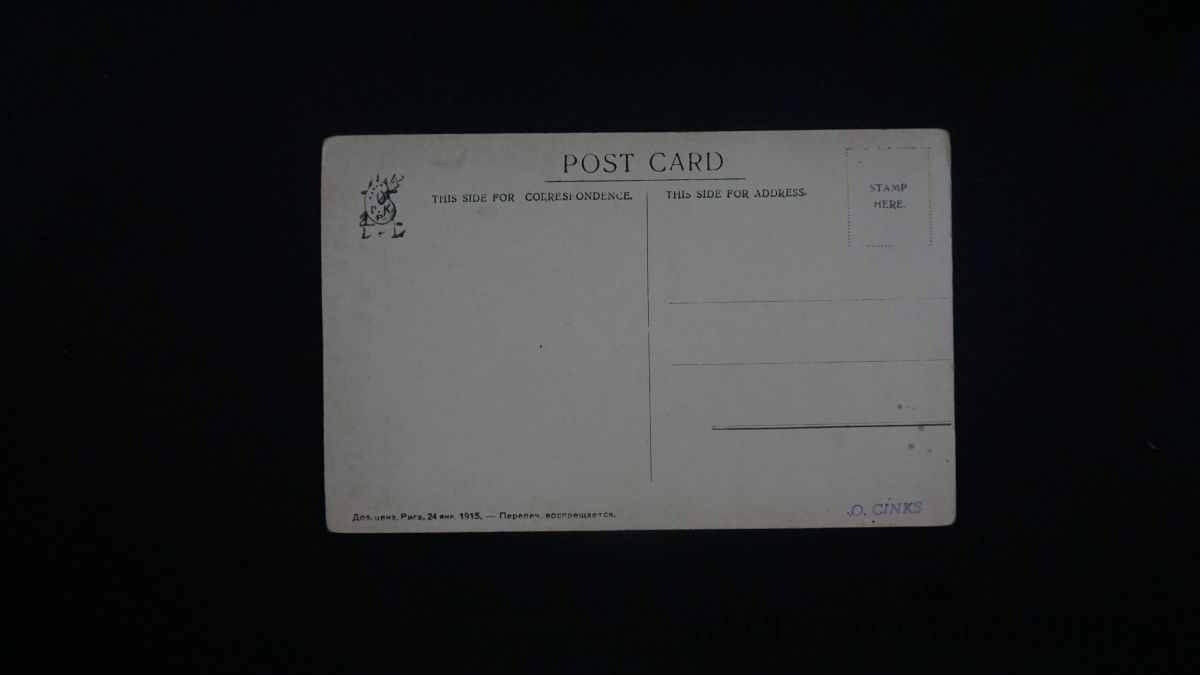 POST CARD
THIS SIDE FOR CORRESPONDENCE.
THIS SIDE FOR ADDRESS.
STAMP
HERE.
Доз. ценз. Рига, 24 янв. 1915. — Перепеч. воспрещается.
O. CINKS